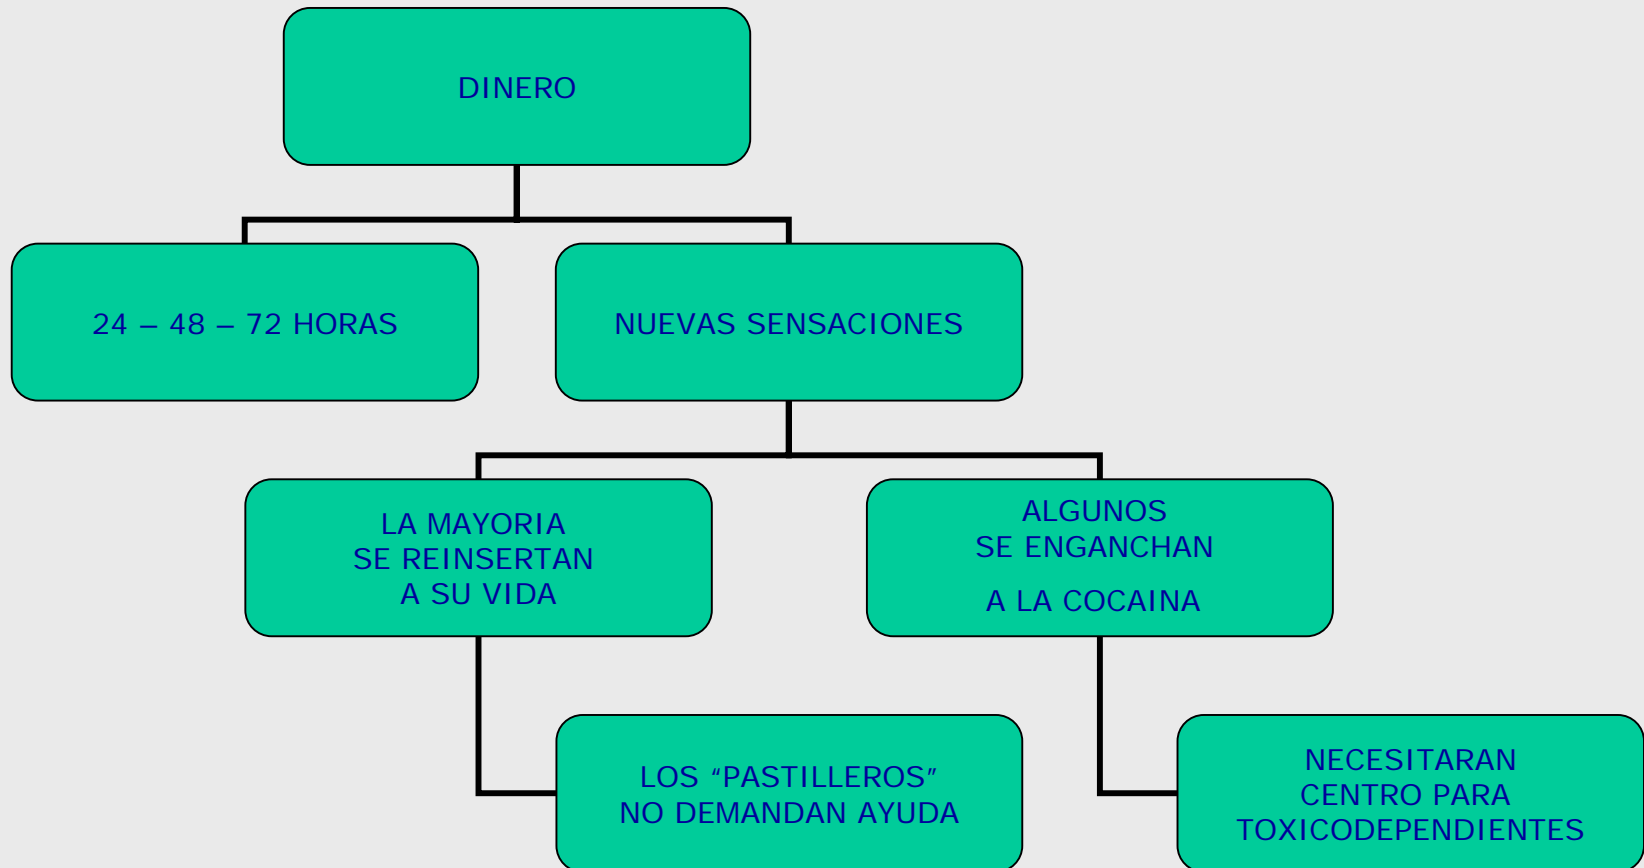 DINERO
24 – 48 – 72 HORAS
NUEVAS SENSACIONES
LA MAYORIA
SE REINSERTAN
A SU VIDA
ALGUNOS
SE ENGANCHAN
A LA COCAINA
LOS “PASTILLEROS”
NO DEMANDAN AYUDA
NECESITARAN
CENTRO PARA
TOXICODEPENDIENTES